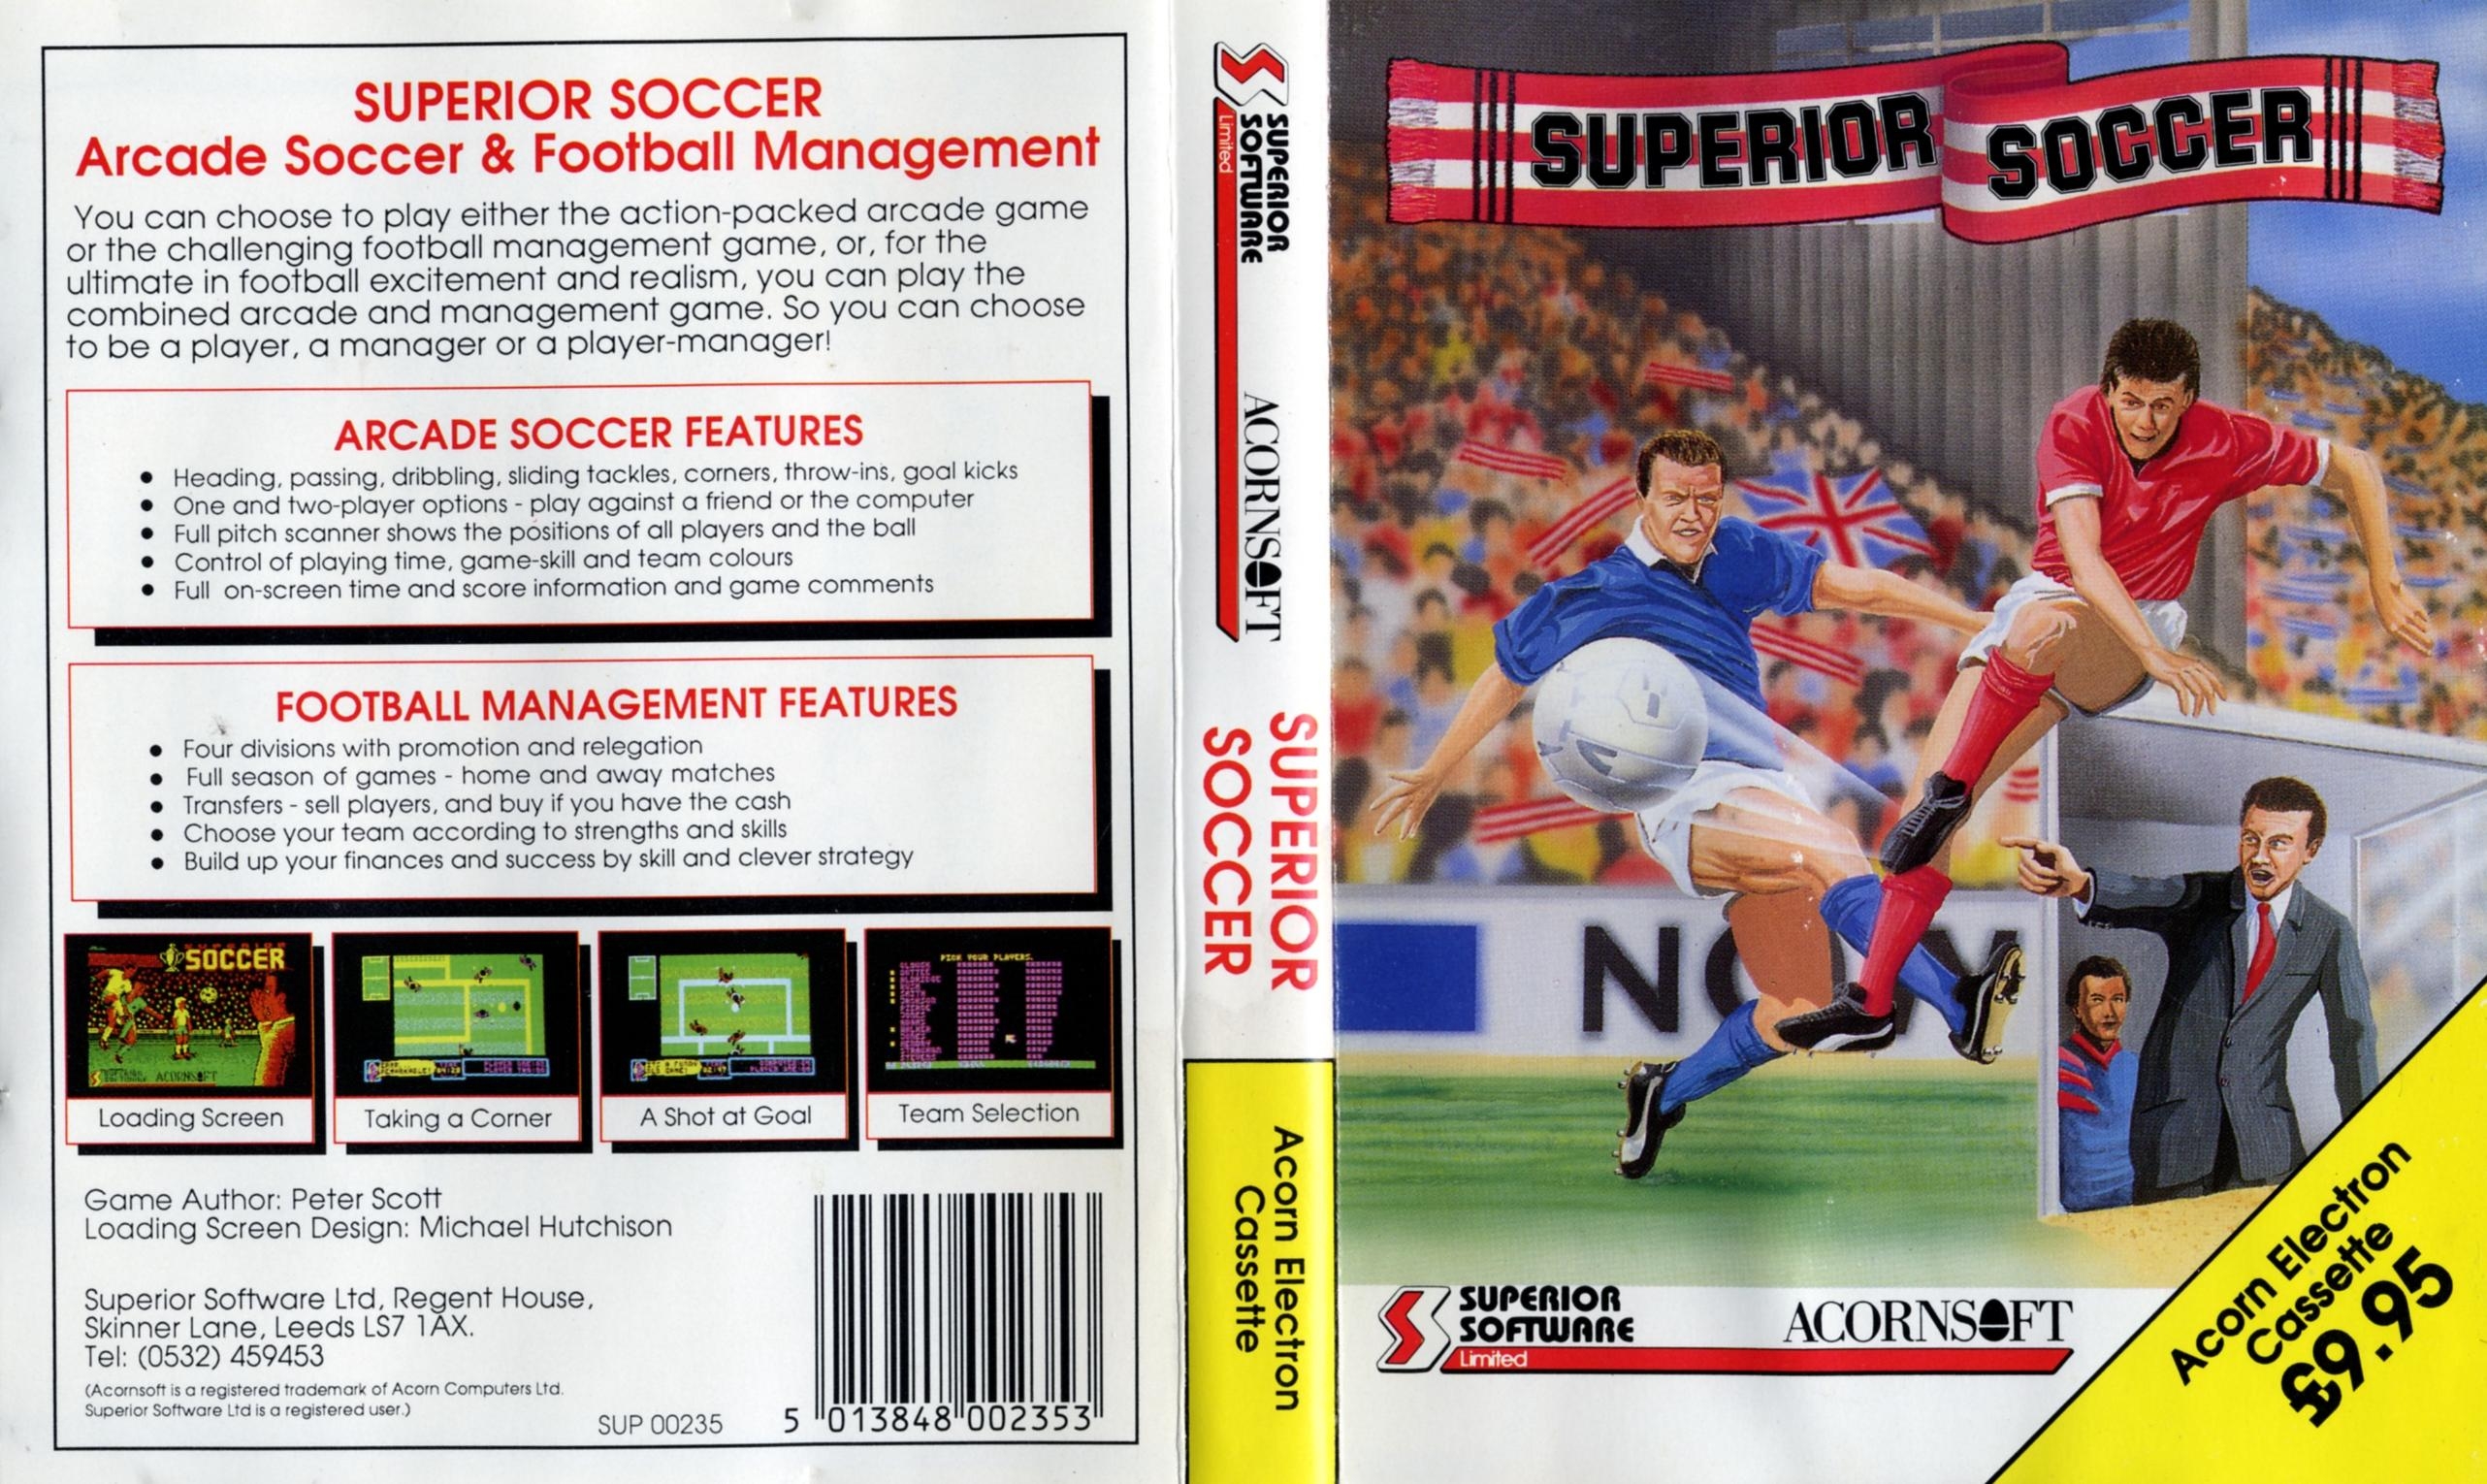 SUPERIOR SOCCER
Arcade Soccer & Football Management
You can choose to play either the action-packed arcade game
or the challenging football management game, or, for the
ultimate in football excitement and realism, you can play the
combined arcade and management game. So you can choose
to be a player, a manager or a player-manager!
ARCADE SOCCER FEATURES
● Heading, passing, dribbling, sliding tackles, corners, throw-ins, goal kicks
● One and two-player options - play against a friend or the computer
● Full pitch scanner shows the positions of all players and the ball
● Control of playing time, game-skill and team colours
● Full on-screen time and score information and game comments
FOOTBALL MANAGEMENT FEATURES
● Four divisions with promotion and relegation
● Full season of games - home and away matches
● Transfers - sell players, and buy if you have the cash
● Choose your team according to strengths and skills
● Build up your finances and success by skill and clever strategy
SUPERIOR
SOCCER
ACORNSOFT
PICK YOUR PLAYERS.
Loading Screen
Taking a Corner
A Shot at Goal
Team Selection
Game Author: Peter Scott
Loading Screen Design: Michael Hutchison
Superior Software Ltd, Regent House,
Skinner Lane, Leeds LS7 1AX.
Tel: (0532) 459453
(Acornsoft is a registered trademark of Acorn Computers Ltd.
Superior Software Ltd is a registered user.)
SUP 00235
5 013848 002353
SUPERIOR
SOFTWARE
Limited
ACORNSOFT
SUPERIOR
SOCCER
Acorn Electron
Cassette
SUPERIOR SOCCER
SUPERIOR
SOFTWARE
Limited
ACORNSOFT
Acorn Electron
Cassette
£9.95